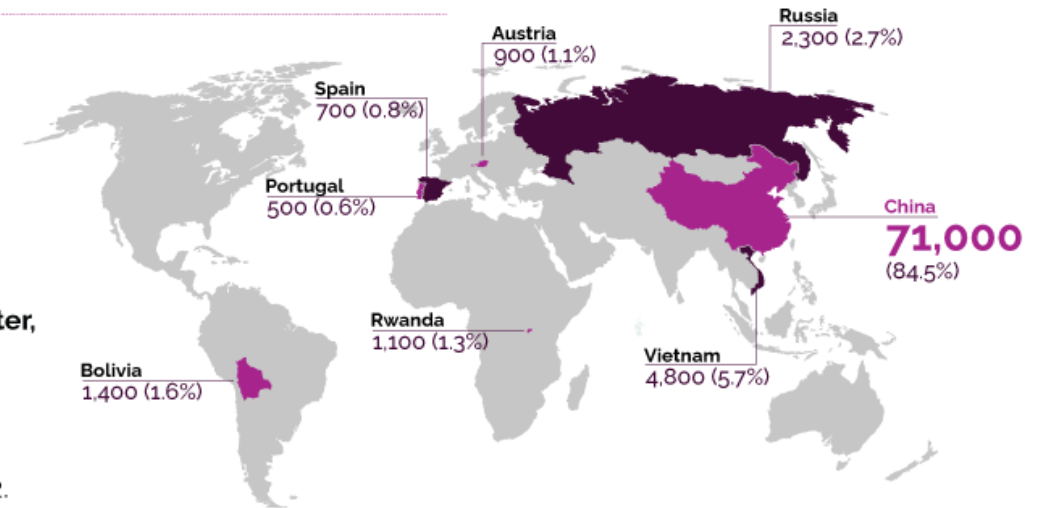 Russia
2,300 (2.7%)
Austria
900 (1.1%)
Spain
700 (0.8%)
Portugal
500 (0.6%)
China
71,000
(84.5%)
ter,
Rwanda
1,100 (1.3%)
Vietnam
4,800 (5.7%)
Bolivia
1,400 (1.6%)